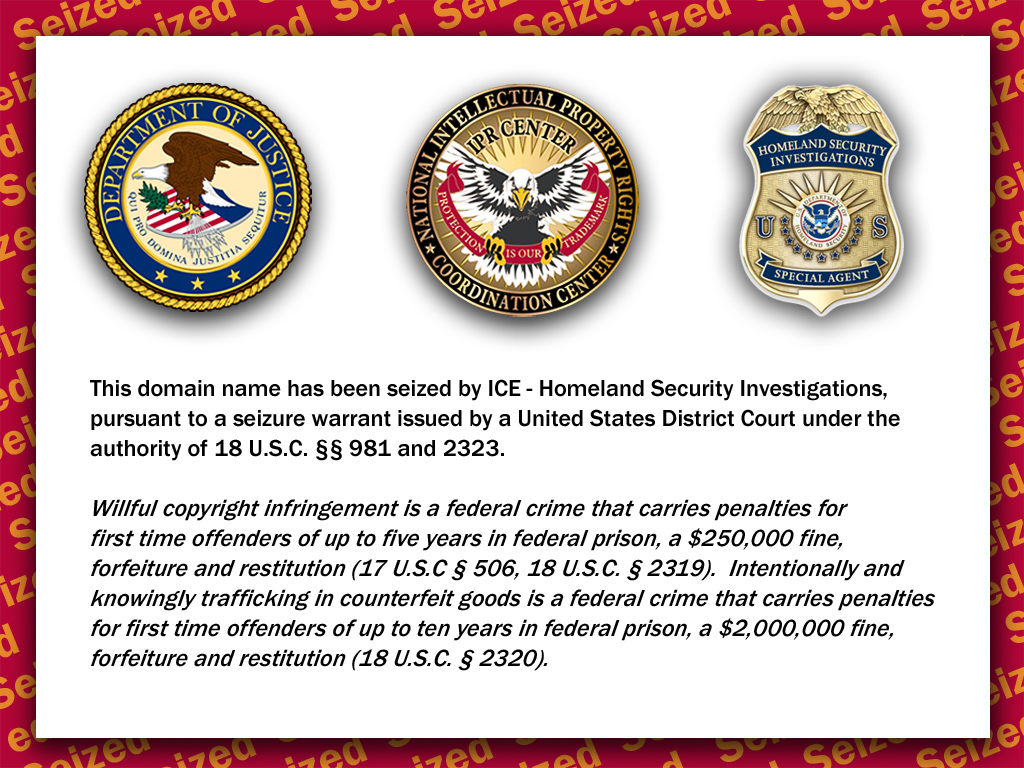 Seized Seized Seized Seized Seized
DEPARTMENT OF JUSTICE
QUI PRO DOMINA JUSTITIA SEQUITUR
NATIONAL INTELLECTUAL PROPERTY RIGHTS
IPR CENTER
PROTECTION IS OUR TRADEMARK
★ COORDINATION CENTER ★
HOMELAND SECURITY
INVESTIGATIONS
U.S. DEPARTMENT OF
HOMELAND SECURITY
U S
SPECIAL AGENT
This domain name has been seized by ICE - Homeland Security Investigations,
pursuant to a seizure warrant issued by a United States District Court under the
authority of 18 U.S.C. §§ 981 and 2323.
Willful copyright infringement is a federal crime that carries penalties for
first time offenders of up to five years in federal prison, a $250,000 fine,
forfeiture and restitution (17 U.S.C § 506, 18 U.S.C. § 2319).  Intentionally and
knowingly trafficking in counterfeit goods is a federal crime that carries penalties
for first time offenders of up to ten years in federal prison, a $2,000,000 fine,
forfeiture and restitution (18 U.S.C. § 2320).
Seized Seized Seized Seized Seized